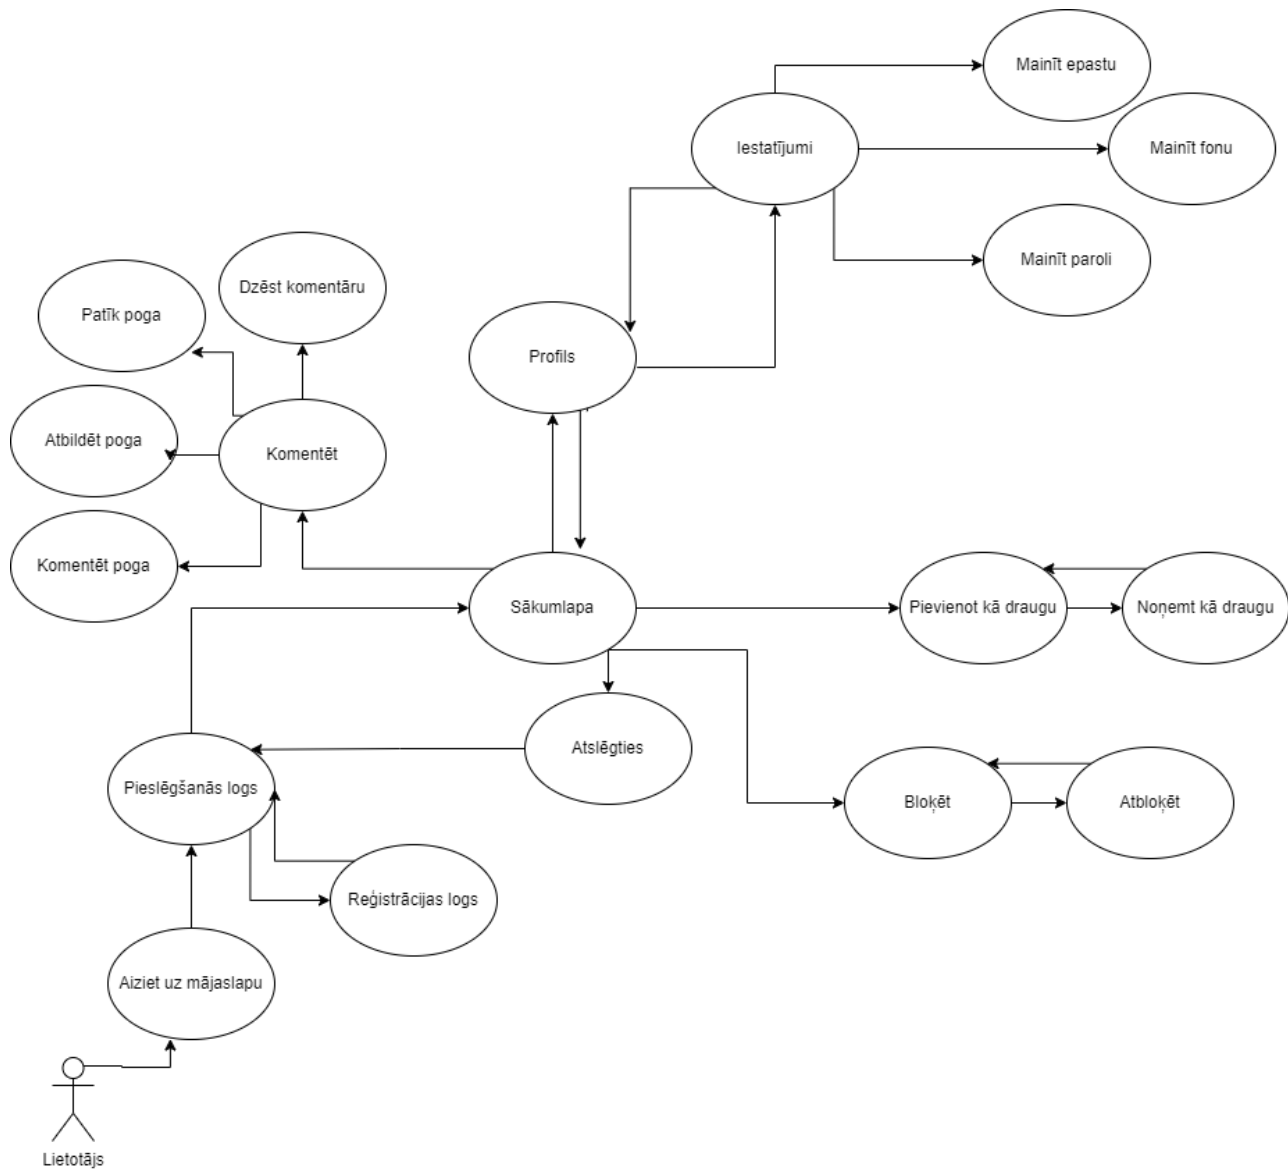 Mainīt epastu
Iestatījumi
Mainīt fonu
Mainīt paroli
Dzēst komentāru
Patīk poga
Profils
Atbildēt poga
Komentēt
Komentēt poga
Sākumlapa
Pievienot kā draugu
Noņemt kā draugu
Atslēgties
Pieslēgšanās logs
Bloķēt
Atbloķēt
Reģistrācijas logs
Aiziet uz mājaslapu
Lietotājs